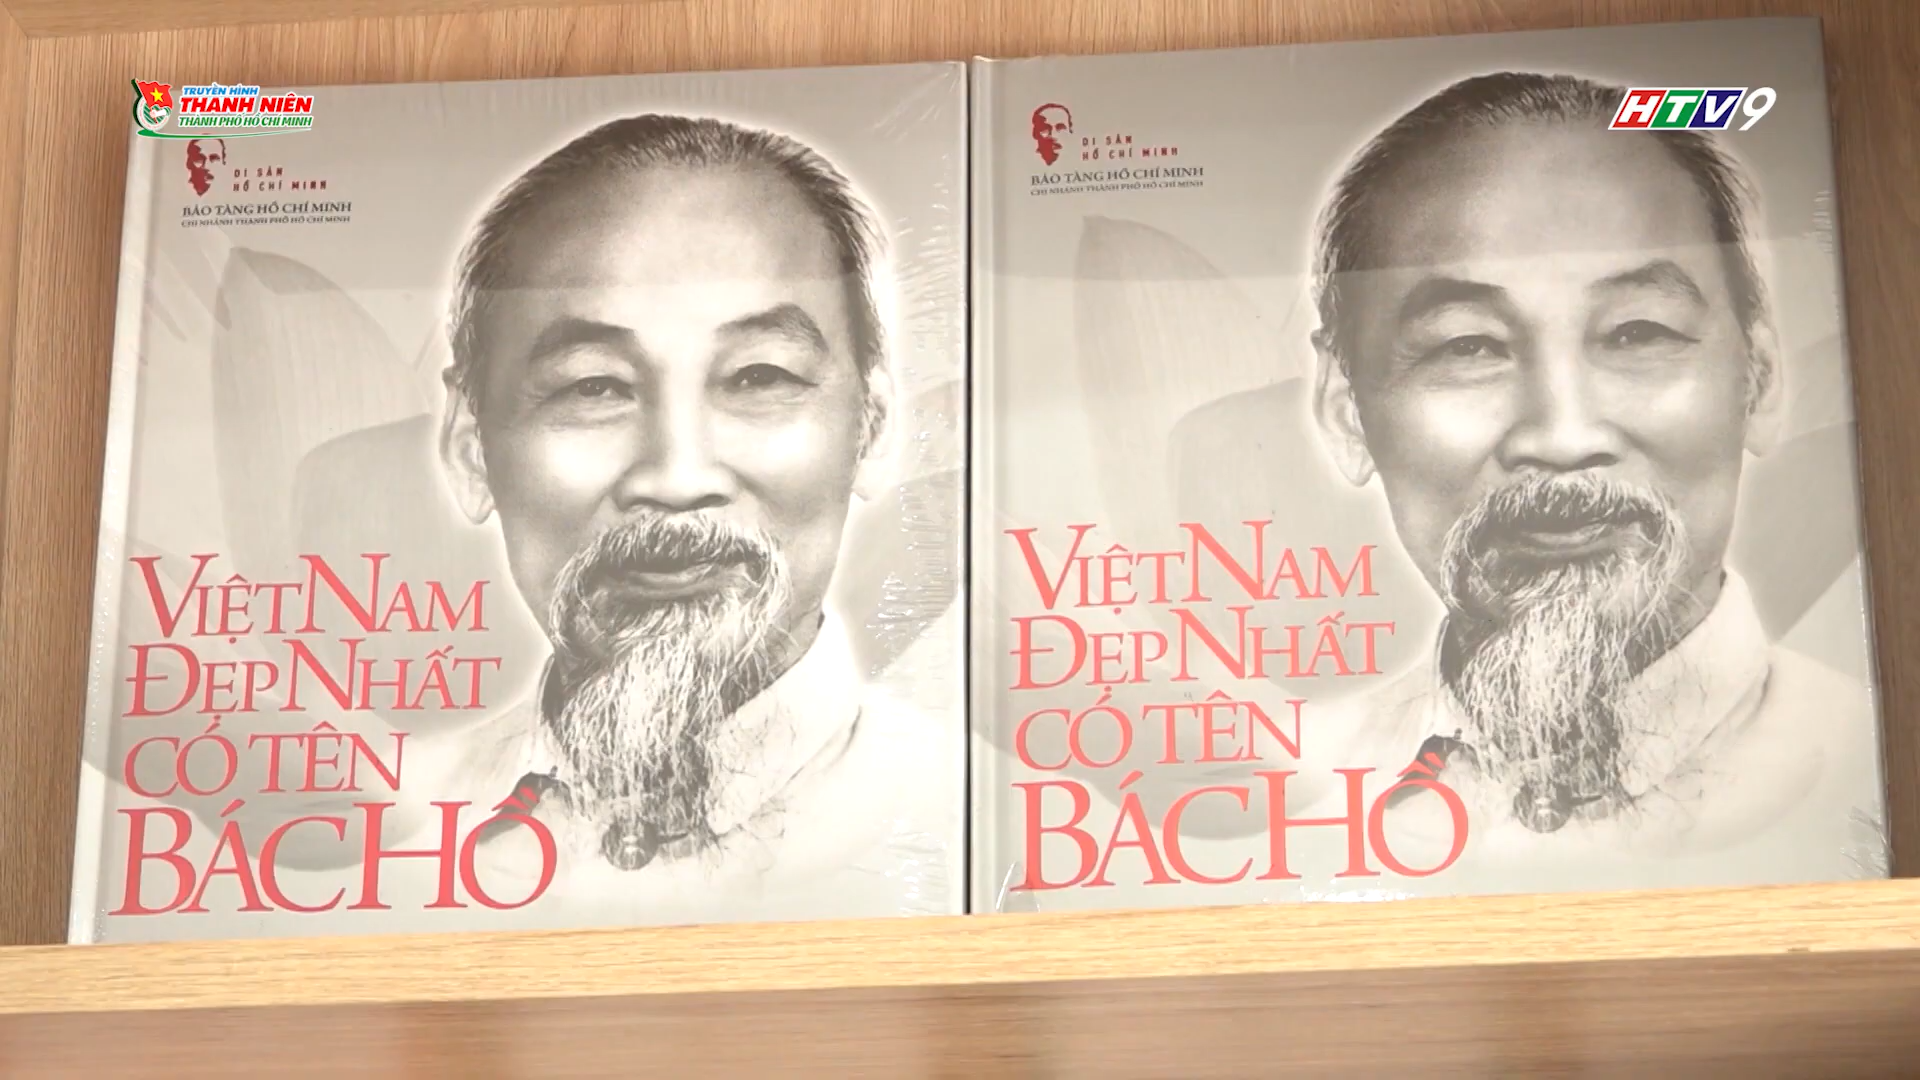 TRUYỀN HÌNH
THANH NIÊN
THÀNH PHỐ HỒ CHÍ MINH
HTV9
DI SẢN
HỒ CHÍ MINH
BẢO TÀNG HỒ CHÍ MINH
CHI NHÁNH THÀNH PHỐ HỒ CHÍ MINH
VIỆT NAM
ĐẸP NHẤT
CÓ TÊN
BÁC HỒ
DI SẢN
HỒ CHÍ MINH
BẢO TÀNG HỒ CHÍ MINH
CHI NHÁNH THÀNH PHỐ HỒ CHÍ MINH
VIỆT NAM
ĐẸP NHẤT
CÓ TÊN
BÁC HỒ